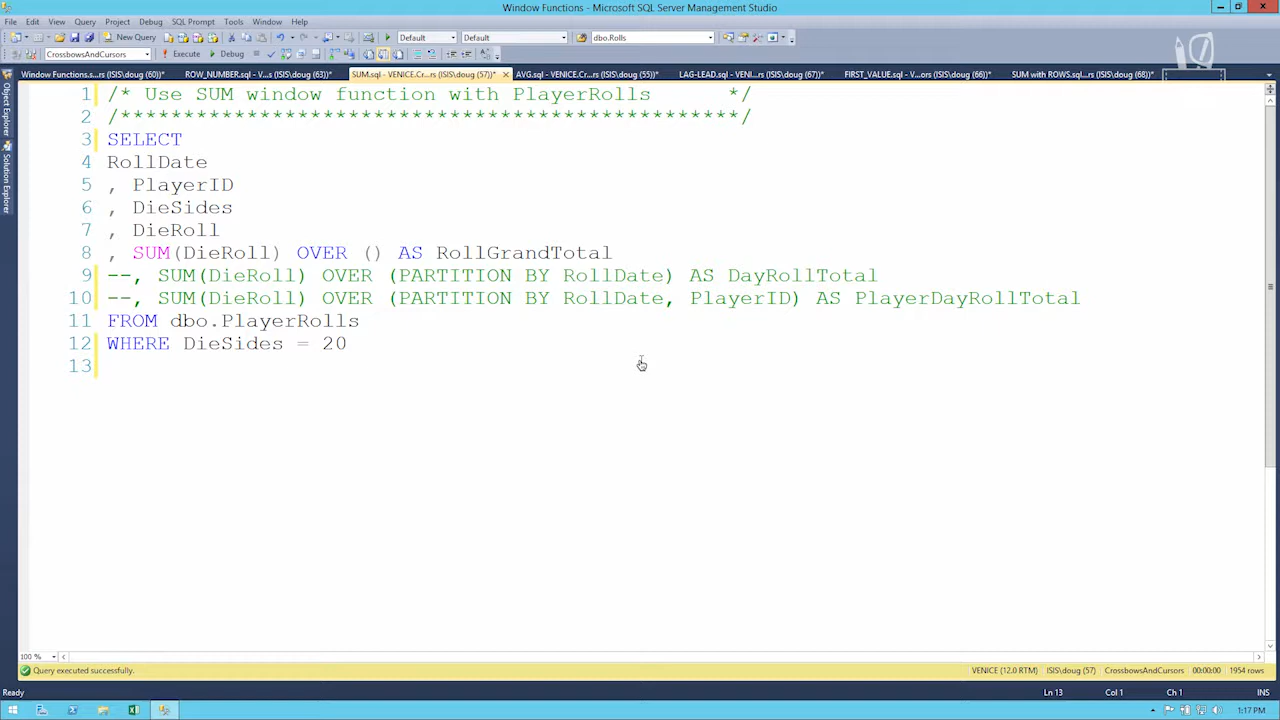 Window Functions - Microsoft SQL Server Management Studio
File Edit View Query Project Debug SQL Prompt Tools Window Help
New Query Default Default dbo.Rolls
CrossbowsAndCursors Execute Debug
Window Functions.s...rs (ISIS\doug (60))* ROW_NUMBER.sql - V...s (ISIS\doug (63))* SUM.sql - VENICE.Cr...rs (ISIS\doug (57))* AVG.sql - VENICE.Cr...rs (ISIS\doug (55))* LAG-LEAD.sql - VENI...rs (ISIS\doug (67))* FIRST_VALUE.sql - V...ors (ISIS\doug (66))* SUM with ROWS.sql...rs (ISIS\doug (68))*
Object Explorer
Solution Explorer
1 /* Use SUM window function with PlayerRolls */
2 /*************************************************/
3 SELECT
4 RollDate
5 , PlayerID
6 , DieSides
7 , DieRoll
8 , SUM(DieRoll) OVER () AS RollGrandTotal
9 --, SUM(DieRoll) OVER (PARTITION BY RollDate) AS DayRollTotal
10 --, SUM(DieRoll) OVER (PARTITION BY RollDate, PlayerID) AS PlayerDayRollTotal
11 FROM dbo.PlayerRolls
12 WHERE DieSides = 20
13
100 %
Query executed successfully. VENICE (12.0 RTM) ISIS\doug (57) CrossbowsAndCursors 00:00:00 1954 rows
Ready Ln 13 Col 1 Ch 1 INS
1:17 PM